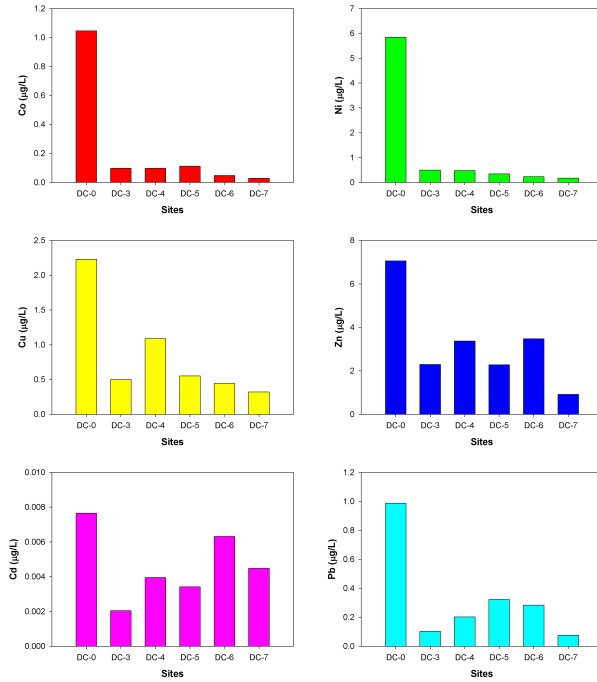 Co (µg/L)
1.2
1.0
0.8
0.6
0.4
0.2
0.0
DC-0 DC-3 DC-4 DC-5 DC-6 DC-7
Sites
Ni (µg/L)
7
6
5
4
3
2
1
0
DC-0 DC-3 DC-4 DC-5 DC-6 DC-7
Sites
Cu (µg/L)
2.5
2.0
1.5
1.0
0.5
0.0
DC-0 DC-3 DC-4 DC-5 DC-6 DC-7
Sites
Zn (µg/L)
8
6
4
2
0
DC-0 DC-3 DC-4 DC-5 DC-6 DC-7
Sites
Cd (µg/L)
0.010
0.008
0.006
0.004
0.002
0.000
DC-0 DC-3 DC-4 DC-5 DC-6 DC-7
Sites
Pb (µg/L)
1.2
1.0
0.8
0.6
0.4
0.2
0.0
DC-0 DC-3 DC-4 DC-5 DC-6 DC-7
Sites